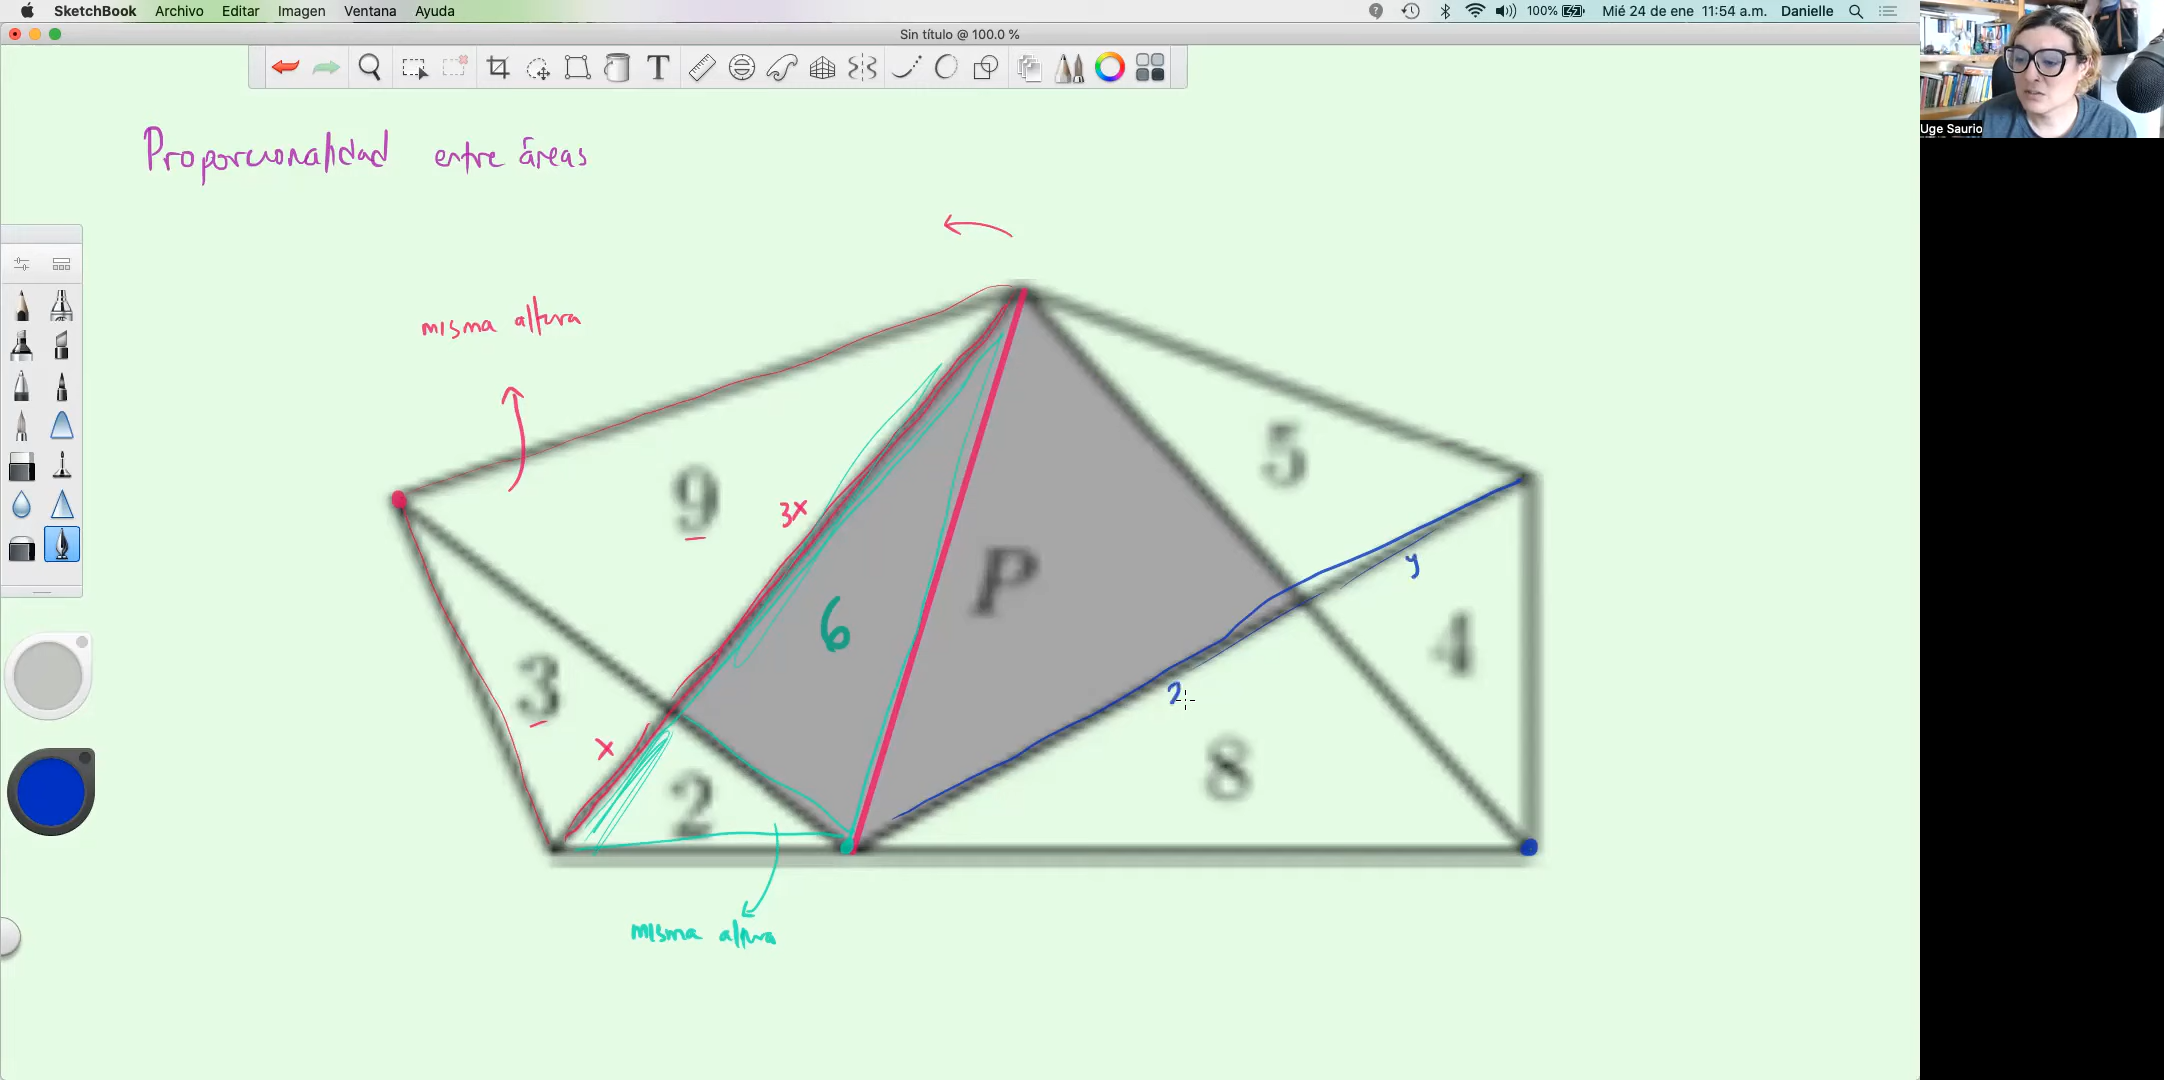 SketchBook Archivo Editar Imagen Ventana Ayuda 100% Mié 24 de ene 11:54 a.m. Danielle
Sin título @ 100.0 %
T
Uge Saurio
Proporcionalidad entre áreas
misma altura
5
9
3x
P
y
6
4
3
2
x
2
8
misma altura